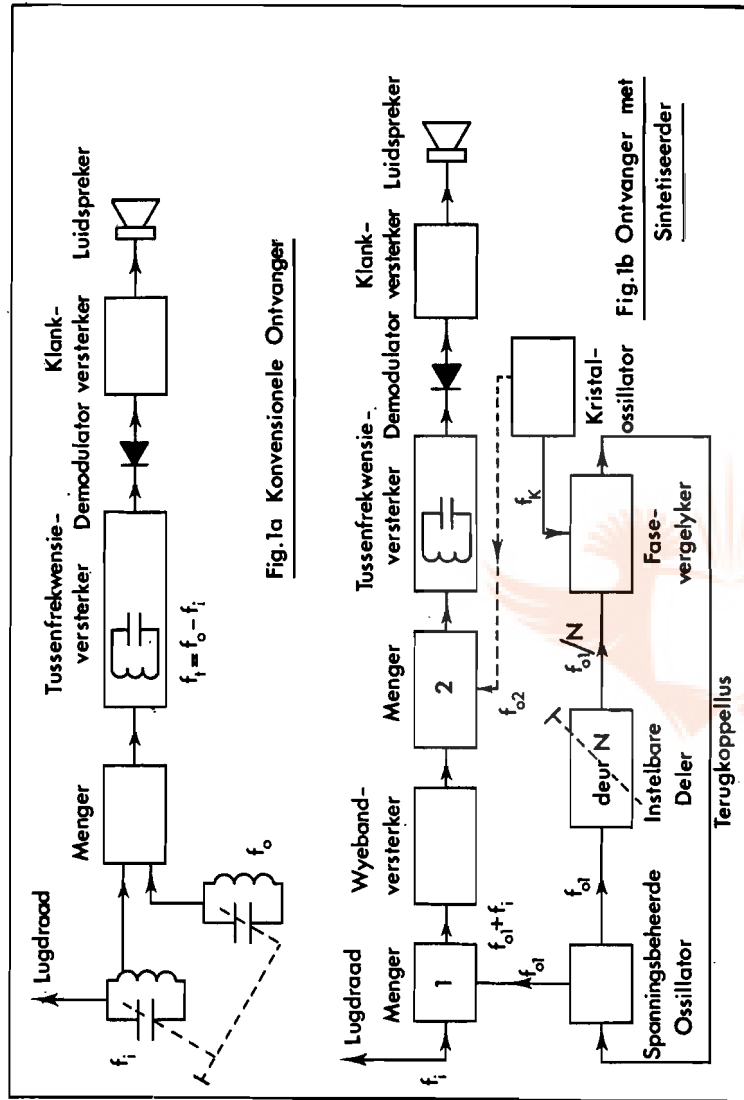 Lugdraad
f_i
Menger
f_o
Tussenfrekwensie-
versterker
f_t = f_o - f_i
Demodulator
Klank-
versterker
Luidspreker
Fig.1a Konvensionele Ontvanger
Lugdraad
f_i
Menger
1
f_o1 + f_i
f_o1
Wyeband-
versterker
Menger
2
f_o2
Tussenfrekwensie-
versterker
Demodulator
Klank-
versterker
Luidspreker
Spanningsbeheerde
Ossillator
f_o1
deur N
Instelbare
Deler
f_o1/N
Fase-
vergelyker
f_K
Kristal-
ossillator
Terugkoppellus
Fig.1b Ontvanger met
Sintetiseerder